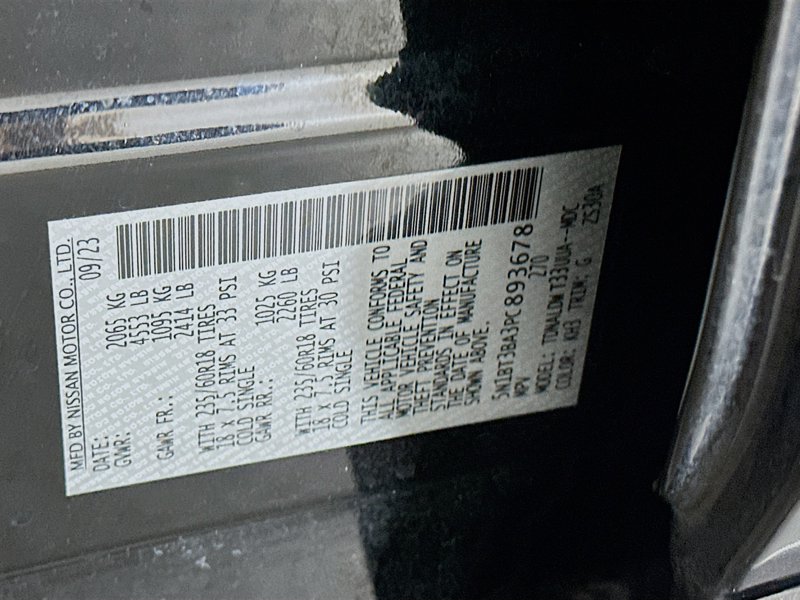 MFD BY NISSAN MOTOR CO., LTD.
DATE: 09/23
GVWR: 2065 KG
4553 LB
GAWR FR.: 1095 KG
2414 LB
WITH 235/60R18 TIRES
18 X 7.5 RIMS AT 33 PSI
COLD SINGLE
GAWR RR.: 1025 KG
2260 LB
WITH 235/60R18 TIRES
18 X 7.5 RIMS AT 30 PSI
COLD SINGLE
THIS VEHICLE CONFORMS TO
ALL APPLICABLE FEDERAL
MOTOR VEHICLE SAFETY AND
THEFT PREVENTION
STANDARDS IN EFFECT ON
THE DATE OF MANUFACTURE
SHOWN ABOVE.
5N1BT3BA3PC893678
MPV 270
MODEL: TDNALDW T33UUA--MDC
COLOR: KH3 TRIM: G 2S30A